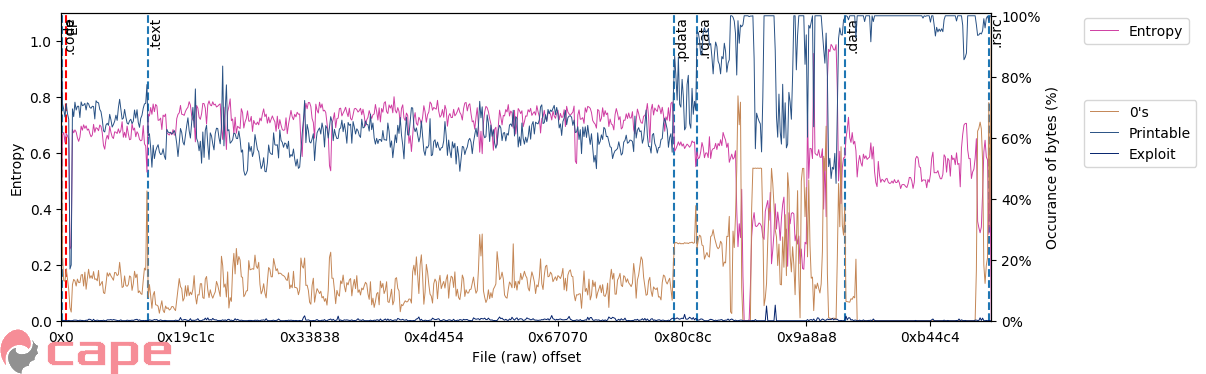 .code
EP
.text
.pdata
.rdata
.data
.rsrc
1.0
0.8
0.6
0.4
0.2
0.0
Entropy
100%
80%
60%
40%
20%
0%
Occurance of bytes (%)
Entropy
0's
Printable
Exploit
0x0
0x19c1c
0x33838
0x4d454
0x67070
0x80c8c
0x9a8a8
0xb44c4
File (raw) offset
cape